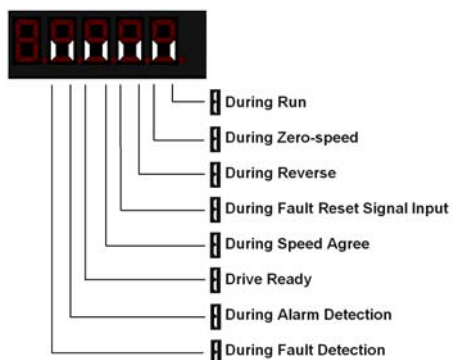 During Run
During Zero-speed
During Reverse
During Fault Reset Signal Input
During Speed Agree
Drive Ready
During Alarm Detection
During Fault Detection